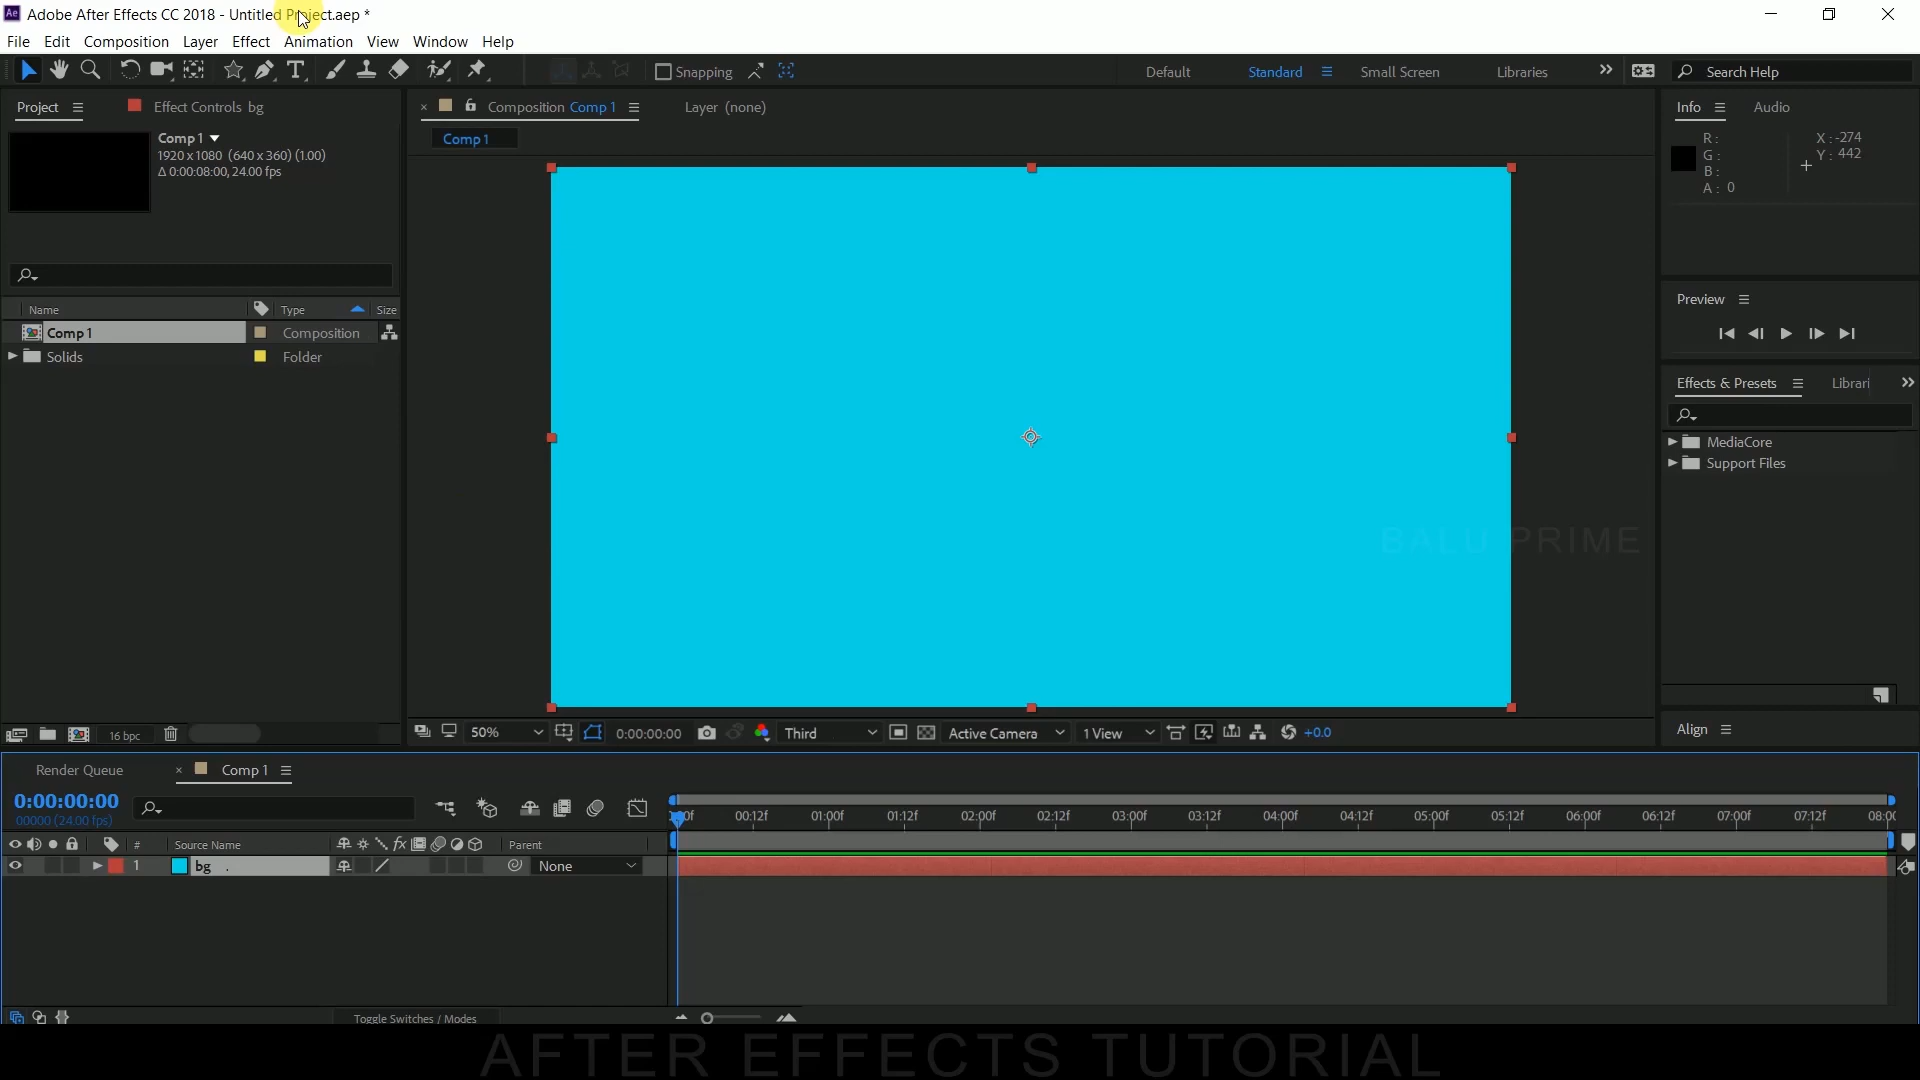 Ae Adobe After Effects CC 2018 - Untitled Project.aep *
File Edit Composition Layer Effect Animation View Window Help
Snapping Default Standard Small Screen Libraries Search Help
Project Effect Controls bg
Composition Comp 1 Layer (none)
Info Audio
Comp 1
1920 x 1080 (640 x 360) (1.00)
Δ 0:00:08:00, 24.00 fps
Comp 1
R :
G :
B :
A : 0
X : -274
Y : 442
Name Type Size
Comp 1 Composition
Solids Folder
Preview
Effects & Presets Librari
MediaCore
Support Files
BALU PRIME
16 bpc
50% 0:00:00:00 Third Active Camera 1 View +0.0
Align
Render Queue Comp 1
0:00:00:00
00000 (24.00 fps)
00:12f 01:00f 01:12f 02:00f 02:12f 03:00f 03:12f 04:00f 04:12f 05:00f 05:12f 06:00f 06:12f 07:00f 07:12f
# Source Name fx Parent
1 bg . None
Toggle Switches / Modes
AFTER EFFECTS TUTORIAL